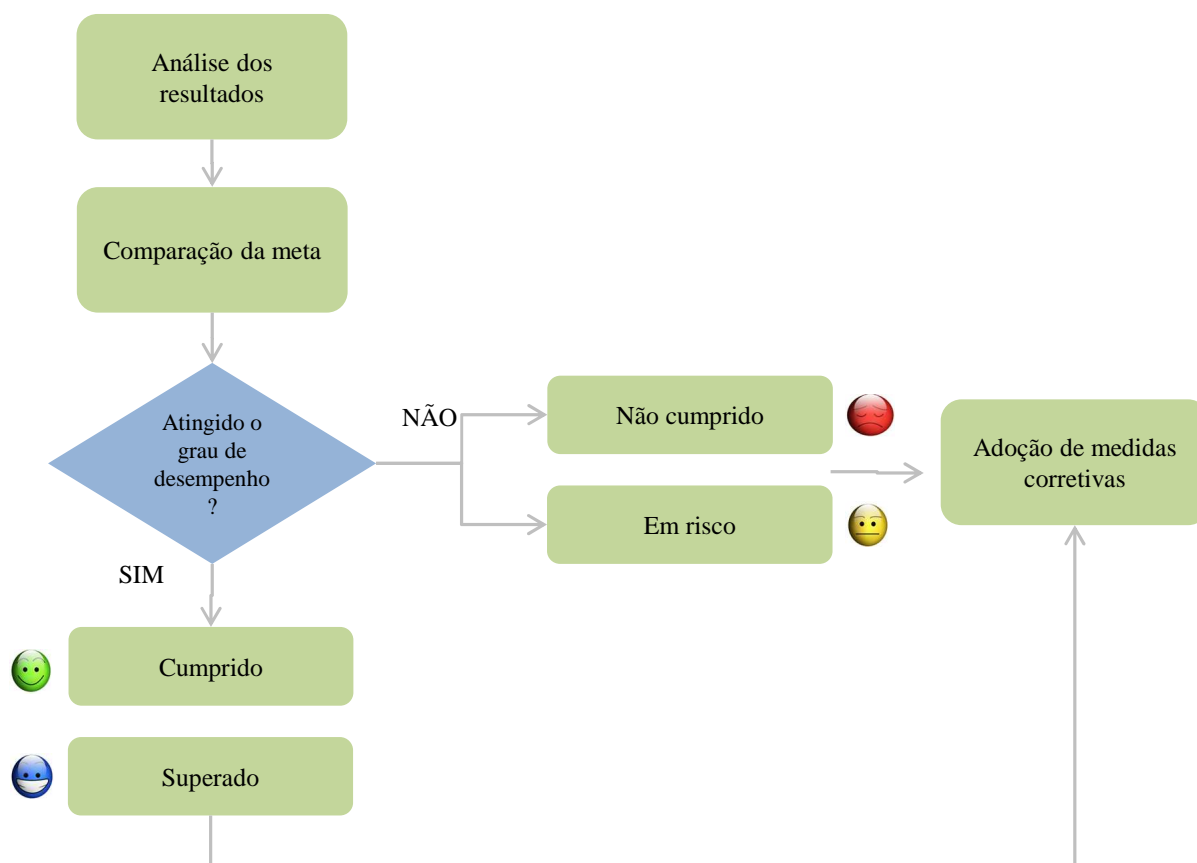 Análise dos
resultados
Comparação da meta
Atingido o
grau de
desempenho
?
NÃO
Não cumprido
Em risco
Adoção de medidas
corretivas
SIM
Cumprido
Superado